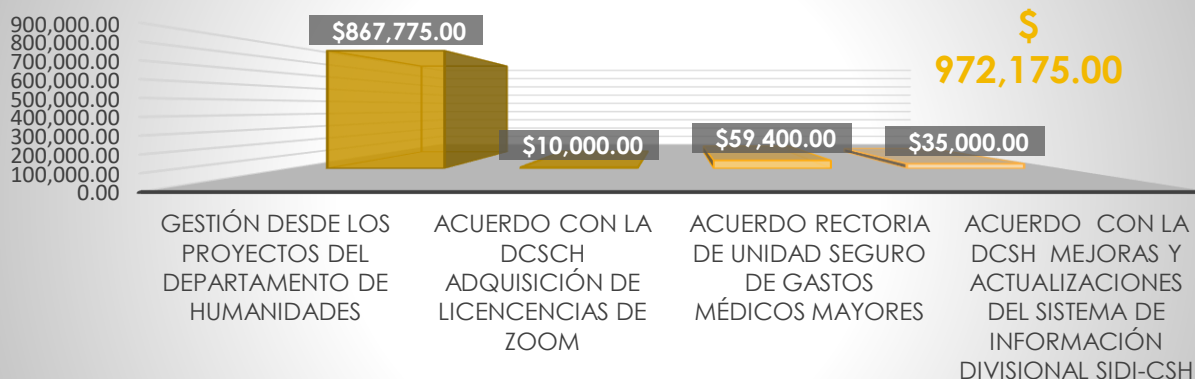 900,000.00
800,000.00
700,000.00
600,000.00
500,000.00
400,000.00
300,000.00
200,000.00
100,000.00
0.00
$867,775.00
$10,000.00
$59,400.00
$35,000.00
$
972,175.00
GESTIÓN DESDE LOS
PROYECTOS DEL
DEPARTAMENTO DE
HUMANIDADES
ACUERDO CON LA
DCSCH
ADQUISICIÓN DE
LICENCENCIAS DE
ZOOM
ACUERDO RECTORIA
DE UNIDAD SEGURO
DE GASTOS
MÉDICOS MAYORES
ACUERDO CON LA
DCSH MEJORAS Y
ACTUALIZACIONES
DEL SISTEMA DE
INFORMACIÓN
DIVISIONAL SIDI-CSH